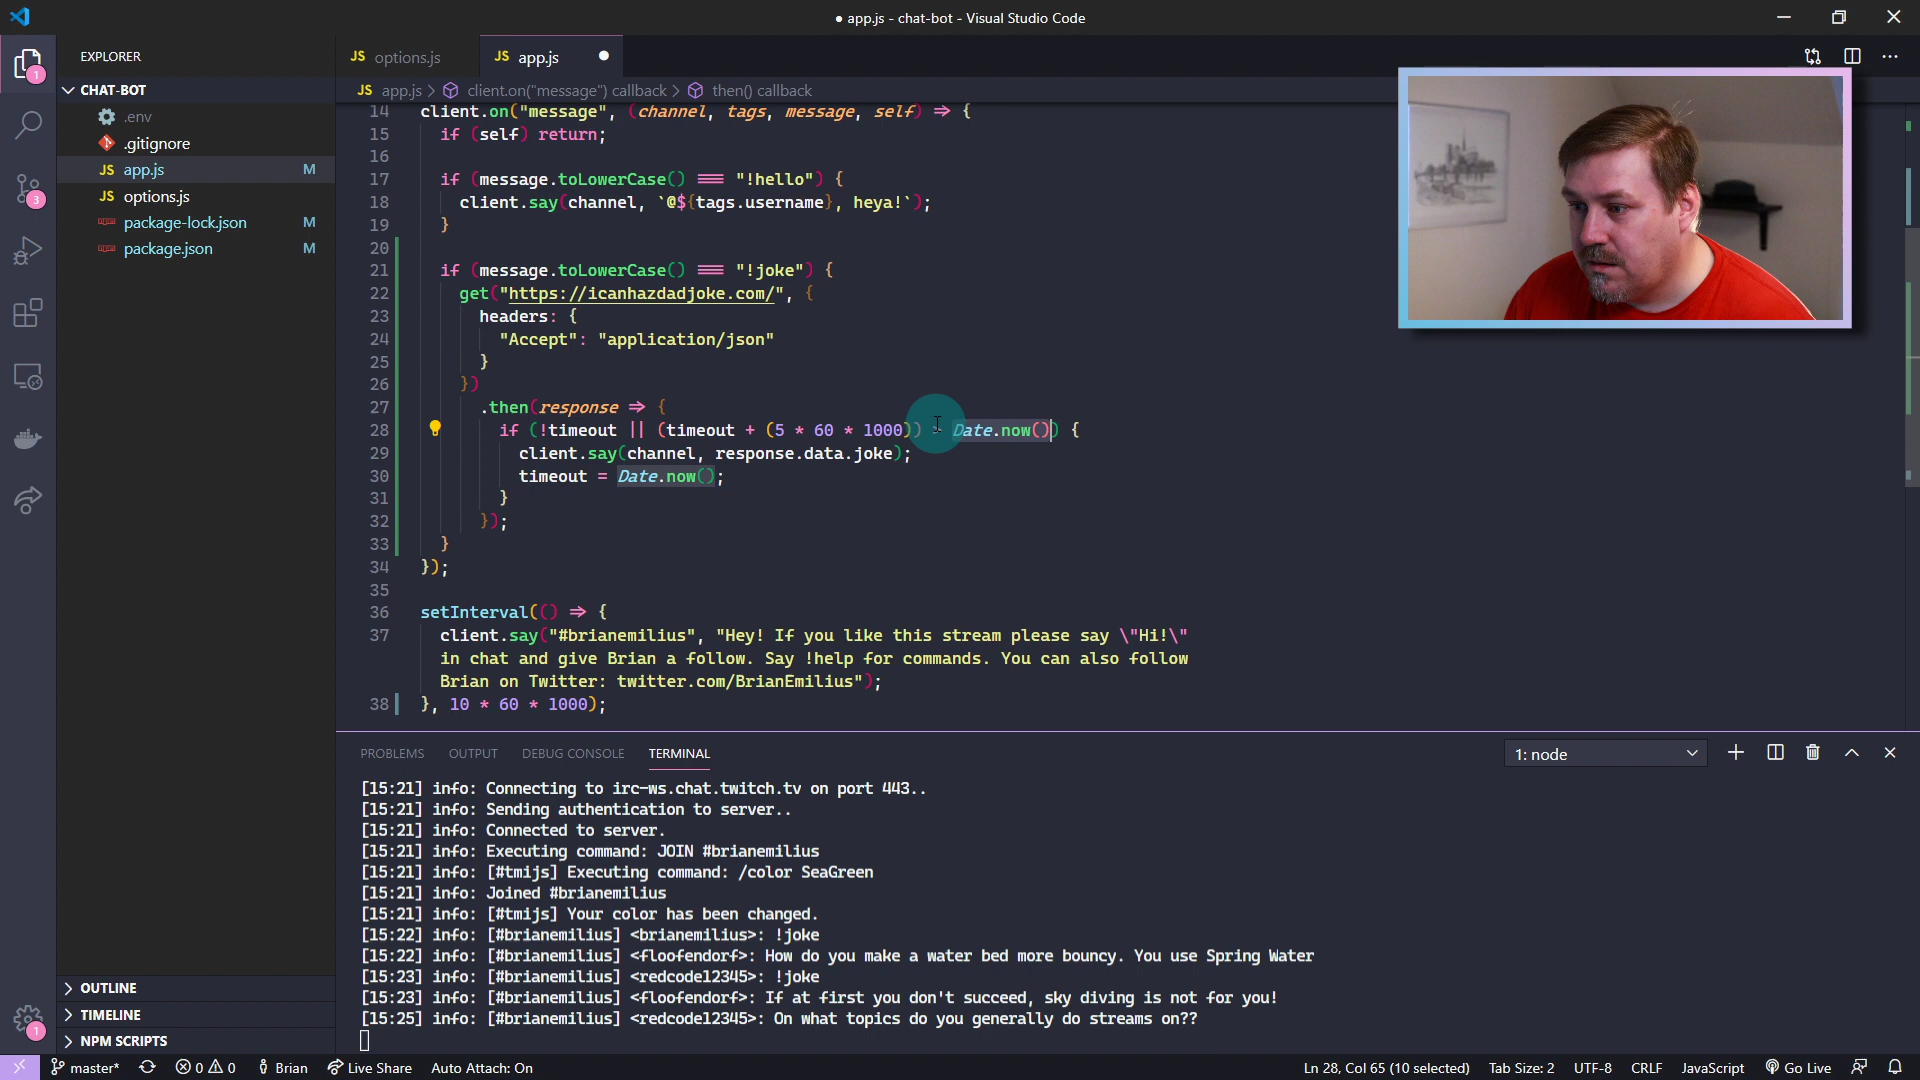 ● app.js - chat-bot - Visual Studio Code
EXPLORER
JS options.js
JS app.js
CHAT-BOT
.env
.gitignore
JS app.js M
JS options.js
package-lock.json M
package.json M
1
3
JS app.js > client.on("message") callback > then() callback
14 client.on("message", (channel, tags, message, self) ⇒ {
15 if (self) return;
16
17 if (message.toLowerCase() === "!hello") {
18 client.say(channel, `@${tags.username}, heya!`);
19 }
20
21 if (message.toLowerCase() === "!joke") {
22 get("https://icanhazdadjoke.com/", {
23 headers: {
24 "Accept": "application/json"
25 }
26 })
27 .then(response ⇒ {
28 if (!timeout || (timeout + (5 * 60 * 1000)) Date.now()) {
29 client.say(channel, response.data.joke);
30 timeout = Date.now();
31 }
32 });
33 }
34 });
35
36 setInterval(() ⇒ {
37 client.say("#brianemilius", "Hey! If you like this stream please say \"Hi!\"
in chat and give Brian a follow. Say !help for commands. You can also follow
Brian on Twitter: twitter.com/BrianEmilius");
38 }, 10 * 60 * 1000);
PROBLEMS OUTPUT DEBUG CONSOLE TERMINAL 1: node
[15:21] info: Connecting to irc-ws.chat.twitch.tv on port 443..
[15:21] info: Sending authentication to server..
[15:21] info: Connected to server.
[15:21] info: Executing command: JOIN #brianemilius
[15:21] info: [#tmijs] Executing command: /color SeaGreen
[15:21] info: Joined #brianemilius
[15:21] info: [#tmijs] Your color has been changed.
[15:22] info: [#brianemilius] <brianemilius>: !joke
[15:22] info: [#brianemilius] <floofendorf>: How do you make a water bed more bouncy. You use Spring Water
[15:23] info: [#brianemilius] <redcode12345>: !joke
[15:23] info: [#brianemilius] <floofendorf>: If at first you don't succeed, sky diving is not for you!
[15:25] info: [#brianemilius] <redcode12345>: On what topics do you generally do streams on??
OUTLINE
TIMELINE
NPM SCRIPTS
1
master* 0 0 Brian Live Share Auto Attach: On Ln 28, Col 65 (10 selected) Tab Size: 2 UTF-8 CRLF JavaScript Go Live